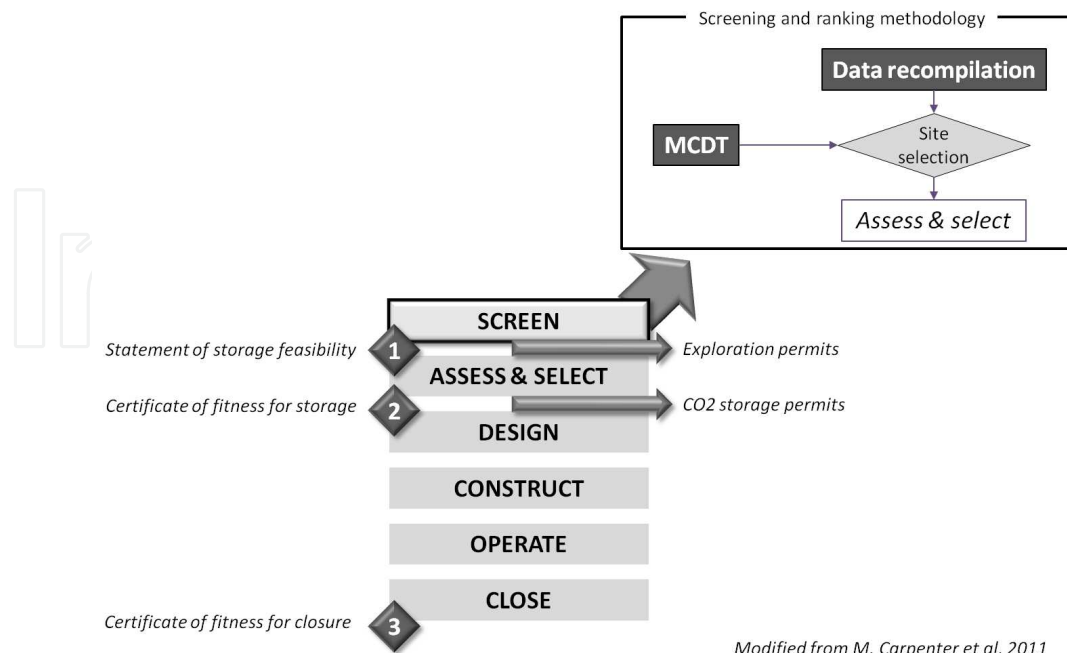 Screening and ranking methodology
Data recompilation
MCDT
Site
selection
Assess & select
SCREEN
Statement of storage feasibility
1
Exploration permits
ASSESS & SELECT
Certificate of fitness for storage
2
CO2 storage permits
DESIGN
CONSTRUCT
OPERATE
CLOSE
Certificate of fitness for closure
3
Modified from M. Carpenter et al. 2011